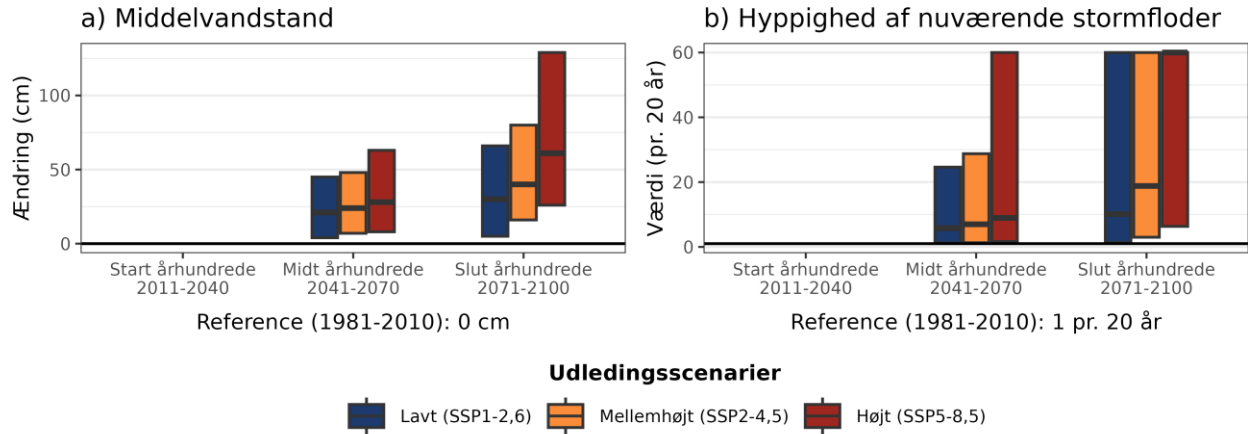 a) Middelvandstand
b) Hyppighed af nuværende stormfloder
Ændring (cm)
100
50
0
Start århundrede
2011-2040
Midt århundrede
2041-2070
Slut århundrede
2071-2100
Reference (1981-2010): 0 cm
Værdi (pr. 20 år)
60
40
20
0
Start århundrede
2011-2040
Midt århundrede
2041-2070
Slut århundrede
2071-2100
Reference (1981-2010): 1 pr. 20 år
Udledingsscenarier
Lavt (SSP1-2,6)
Mellemhøjt (SSP2-4,5)
Højt (SSP5-8,5)